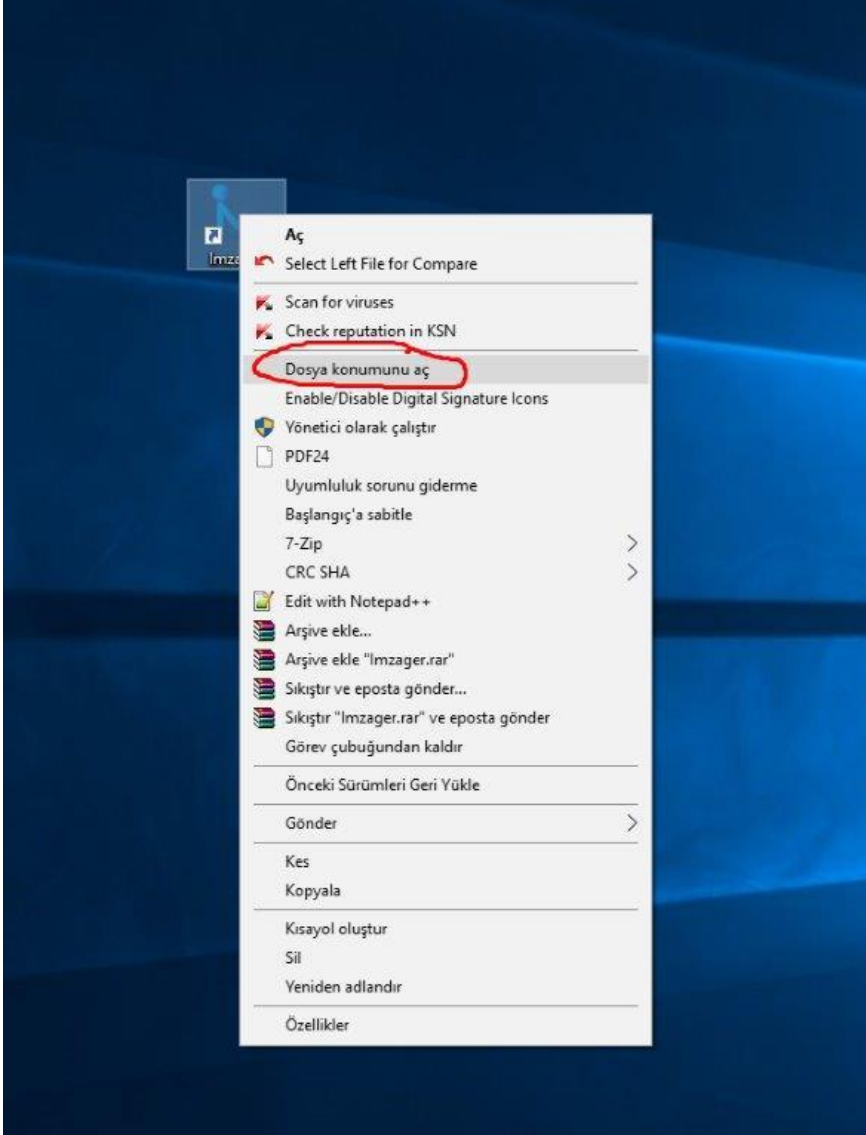 Aç
Select Left File for Compare
Scan for viruses
Check reputation in KSN
Dosya konumunu aç
Enable/Disable Digital Signature Icons
Yönetici olarak çalıştır
PDF24
Uyumluluk sorunu giderme
Başlangıç'a sabitle
7-Zip
CRC SHA
Edit with Notepad++
Arşive ekle...
Arşive ekle "Imzager.rar"
Sıkıştır ve eposta gönder...
Sıkıştır "Imzager.rar" ve eposta gönder
Görev çubuğundan kaldır
Önceki Sürümleri Geri Yükle
Gönder
Kes
Kopyala
Kısayol oluştur
Sil
Yeniden adlandır
Özellikler